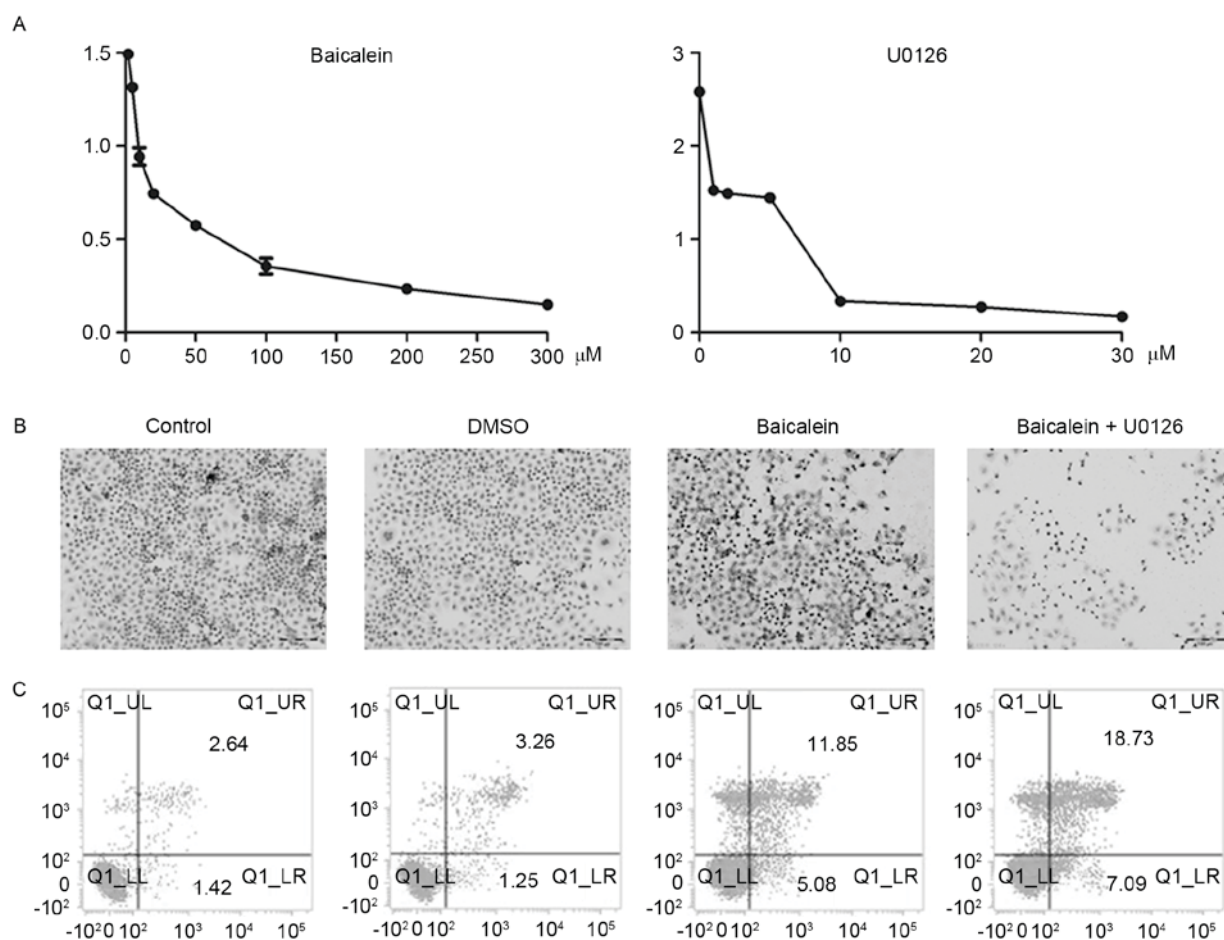 A
Baicalein
1.5
1.0
0.5
0.0
0 50 100 150 200 250 300 μM
U0126
3
2
1
0
0 10 20 30 μM
B
Control
DMSO
Baicalein
Baicalein + U0126
C
10⁵
10⁴
10³
10²
0
-10²
Q1_UL Q1_UR
2.64
Q1_LL Q1_LR
1.42
-10² 0 10² 10³ 10⁴ 10⁵
10⁵
10⁴
10³
10²
0
-10²
Q1_UL Q1_UR
3.26
Q1_LL Q1_LR
1.25
-10² 0 10² 10³ 10⁴ 10⁵
10⁵
10⁴
10³
10²
0
-10²
Q1_UL Q1_UR
11.85
Q1_LL Q1_LR
5.08
-10² 0 10² 10³ 10⁴ 10⁵
10⁵
10⁴
10³
10²
0
-10²
Q1_UL Q1_UR
18.73
Q1_LL Q1_LR
7.09
-10² 0 10² 10³ 10⁴ 10⁵